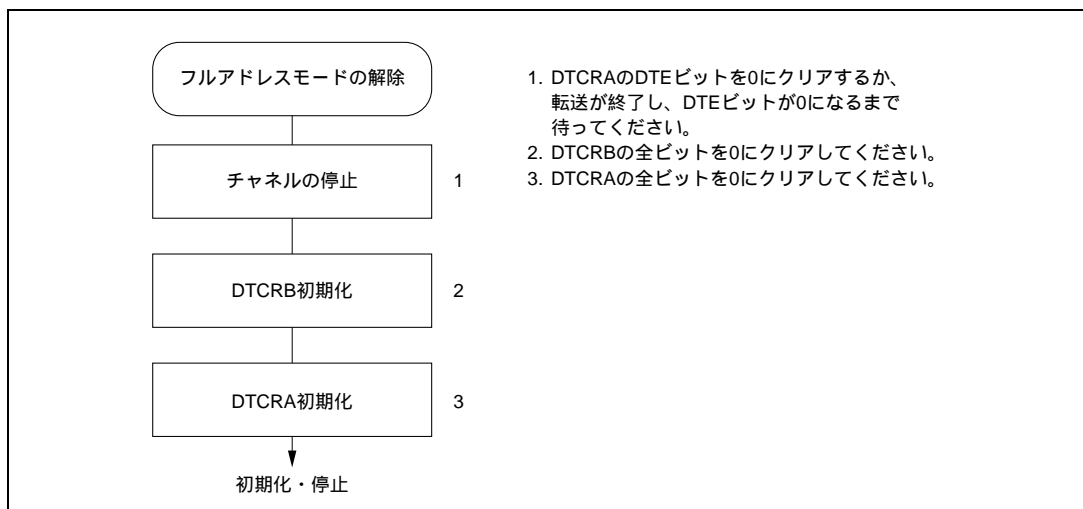 フルアドレスモードの解除
チャネルの停止 1
DTCRB初期化 2
DTCRA初期化 3
初期化・停止
1. DTCRAのDTEビットを0にクリアするか、
転送が終了し、DTEビットが0になるまで
待ってください。
2. DTCRBの全ビットを0にクリアしてください。
3. DTCRAの全ビットを0にクリアしてください。